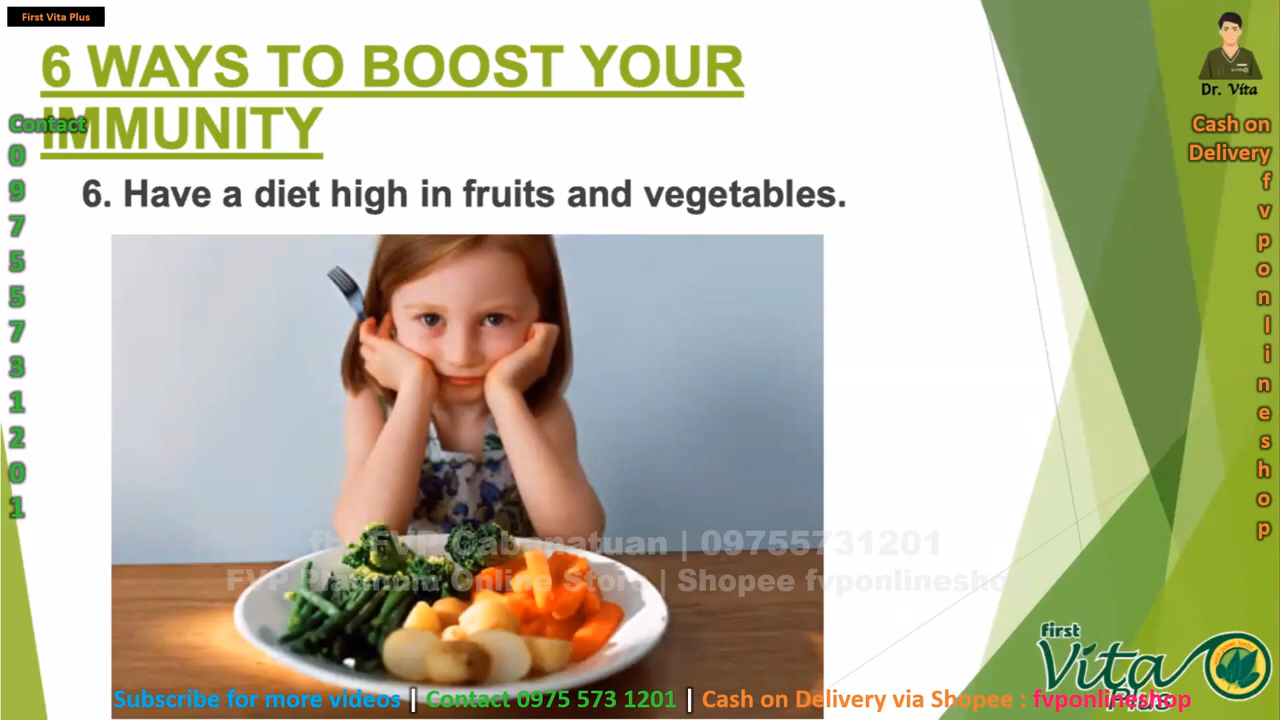 First Vita Plus
6 WAYS TO BOOST YOUR
IMMUNITY
6. Have a diet high in fruits and vegetables.
Contact
0
9
7
5
5
7
3
1
2
0
1
Dr. Vita
Cash on
Delivery
f
v
p
o
n
l
i
n
e
s
h
o
p
fb: FVP Cabanatuan | 09755731201
FVP Platinum Online Store | Shopee fvponlineshop
first
Vita
Plus
Subscribe for more videos | Contact 0975 573 1201 | Cash on Delivery via Shopee : fvponlineshop